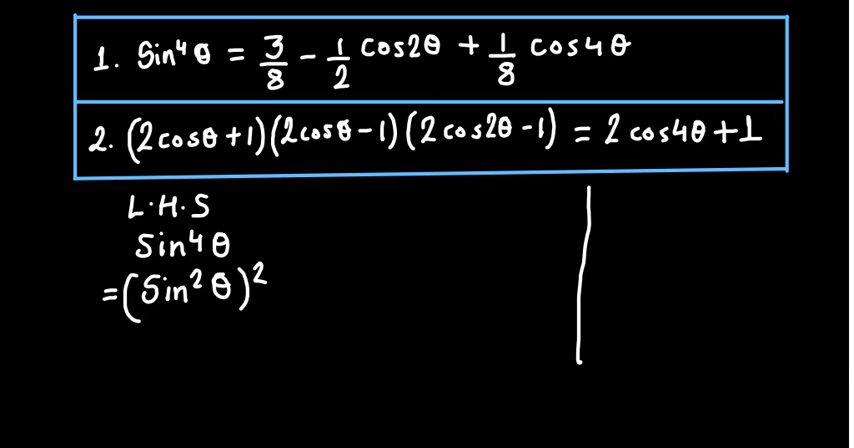 1. Sin⁴θ = 3/8 - 1/2 cos2θ + 1/8 cos4θ
2. (2cosθ+1)(2cosθ-1)(2cos2θ-1) = 2cos4θ+1
L.H.S
Sin⁴θ
=(Sin²θ)²